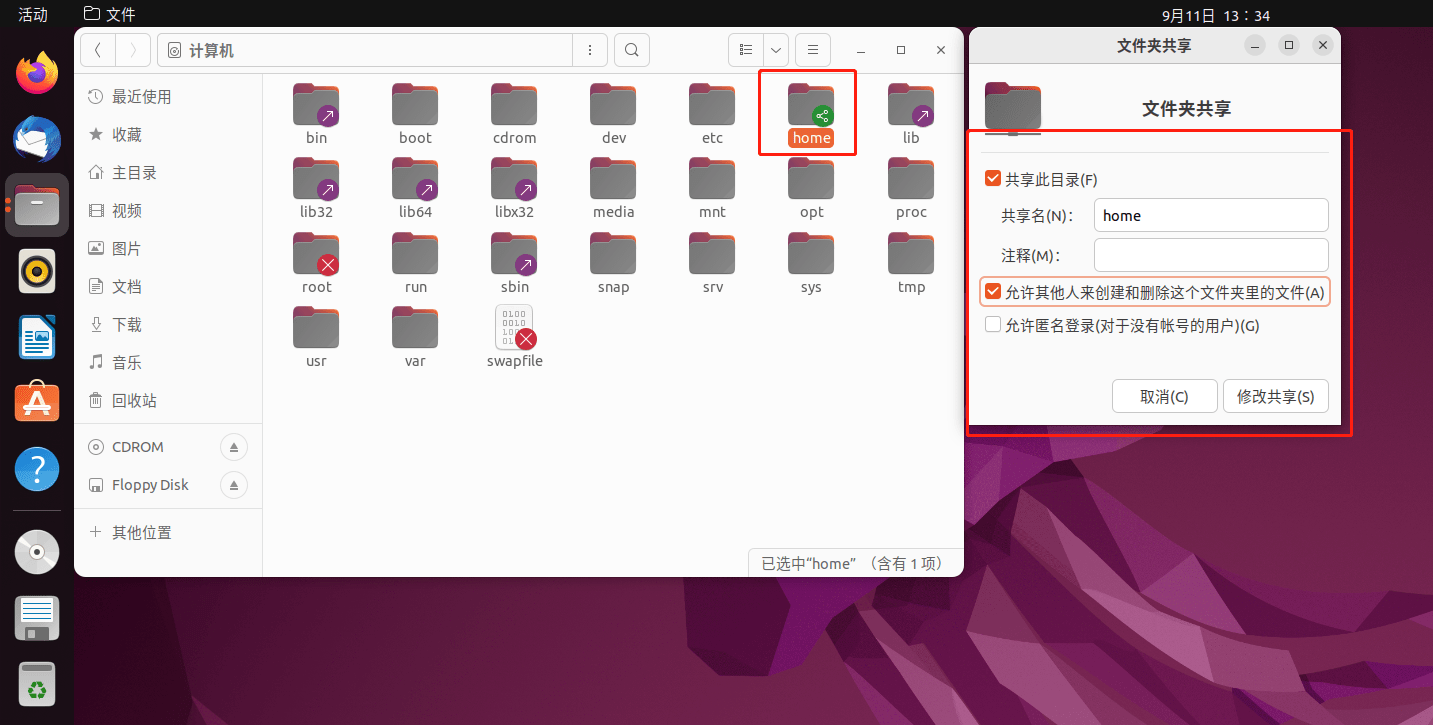 活动 文件 9月11日 13：34
计算机
文件夹共享
最近使用
收藏
主目录
视频
图片
文档
下载
音乐
回收站
CDROM
Floppy Disk
其他位置
bin boot cdrom dev etc home lib
lib32 lib64 libx32 media mnt opt proc
root run sbin snap srv sys tmp
usr var swapfile
已选中“home” （含有 1 项）
文件夹共享
共享此目录(F)
共享名(N)： home
注释(M)：
允许其他人来创建和删除这个文件夹里的文件(A)
允许匿名登录(对于没有帐号的用户)(G)
取消(C) 修改共享(S)